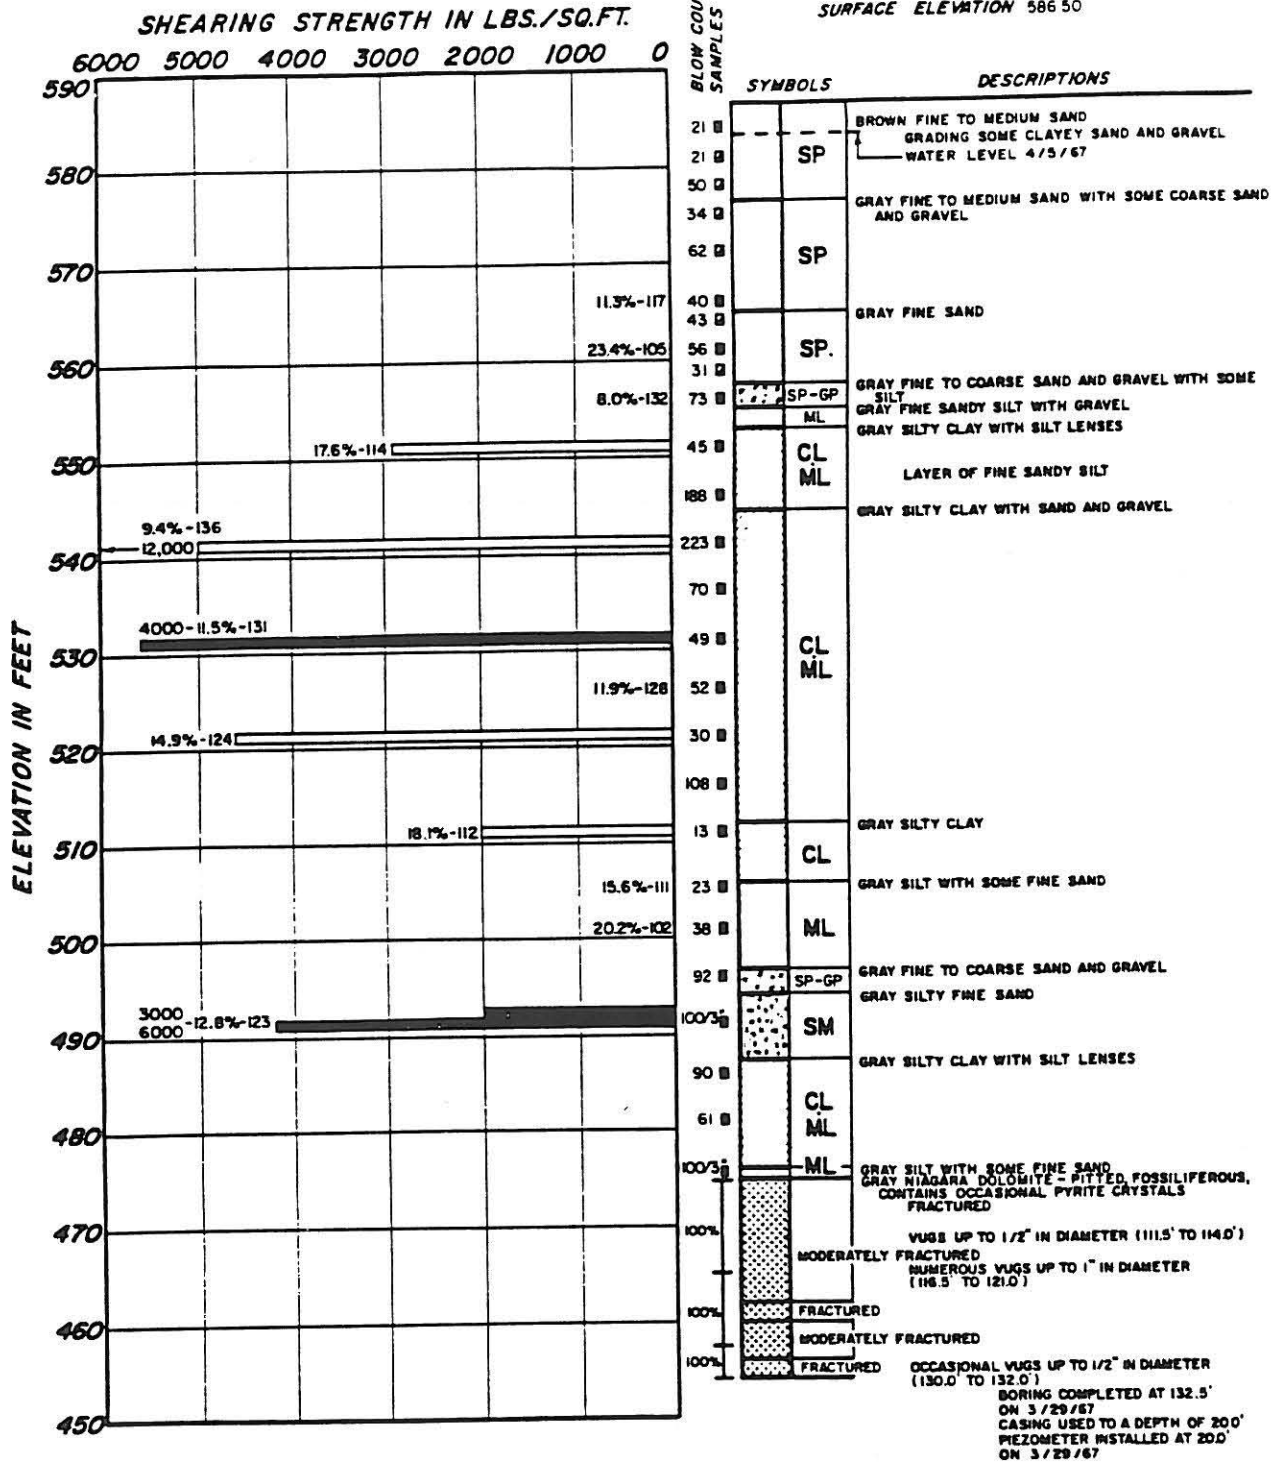 SHEARING STRENGTH IN LBS./SQ.FT.
6000 5000 4000 3000 2000 1000 0
ELEVATION IN FEET
590
580
570
560
550
540
530
520
510
500
490
480
470
460
450
11.3%-117
23.4%-105
8.0%-132
17.6%-114
9.4%-136
12,000
4000-11.5%-131
11.9%-128
14.9%-124
18.1%-112
15.6%-111
20.2%-102
3000
6000 -12.8%-123
BLOW COU
SAMPLES
21
21
50
34
62
40
43
56
31
73
45
188
223
70
49
52
30
108
13
23
38
92
100/3"
90
61
100/3"
100%
100%
100%
SURFACE ELEVATION 586.50
SYMBOLS DESCRIPTIONS
SP
BROWN FINE TO MEDIUM SAND
GRADING SOME CLAYEY SAND AND GRAVEL
WATER LEVEL 4/5/67
GRAY FINE TO MEDIUM SAND WITH SOME COARSE SAND
AND GRAVEL
SP
GRAY FINE SAND
SP.
GRAY FINE TO COARSE SAND AND GRAVEL WITH SOME
SILT
SP-GP
GRAY FINE SANDY SILT WITH GRAVEL
ML
GRAY SILTY CLAY WITH SILT LENSES
CL
ML
LAYER OF FINE SANDY SILT
GRAY SILTY CLAY WITH SAND AND GRAVEL
CL
ML
GRAY SILTY CLAY
CL
GRAY SILT WITH SOME FINE SAND
ML
GRAY FINE TO COARSE SAND AND GRAVEL
SP-GP
GRAY SILTY FINE SAND
SM
GRAY SILTY CLAY WITH SILT LENSES
CL
ML
ML
GRAY SILT WITH SOME FINE SAND
GRAY NIAGARA DOLOMITE - PITTED, FOSSILIFEROUS,
CONTAINS OCCASIONAL PYRITE CRYSTALS
FRACTURED
VUGS UP TO 1/2" IN DIAMETER (111.5' TO 114.0')
MODERATELY FRACTURED
NUMEROUS VUGS UP TO 1" IN DIAMETER
(116.5' TO 121.0')
FRACTURED
MODERATELY FRACTURED
FRACTURED
OCCASIONAL VUGS UP TO 1/2" IN DIAMETER
(130.0' TO 132.0')
BORING COMPLETED AT 132.5'
ON 3/29/67
CASING USED TO A DEPTH OF 20.0'
PIEZOMETER INSTALLED AT 20.0'
ON 3/29/67